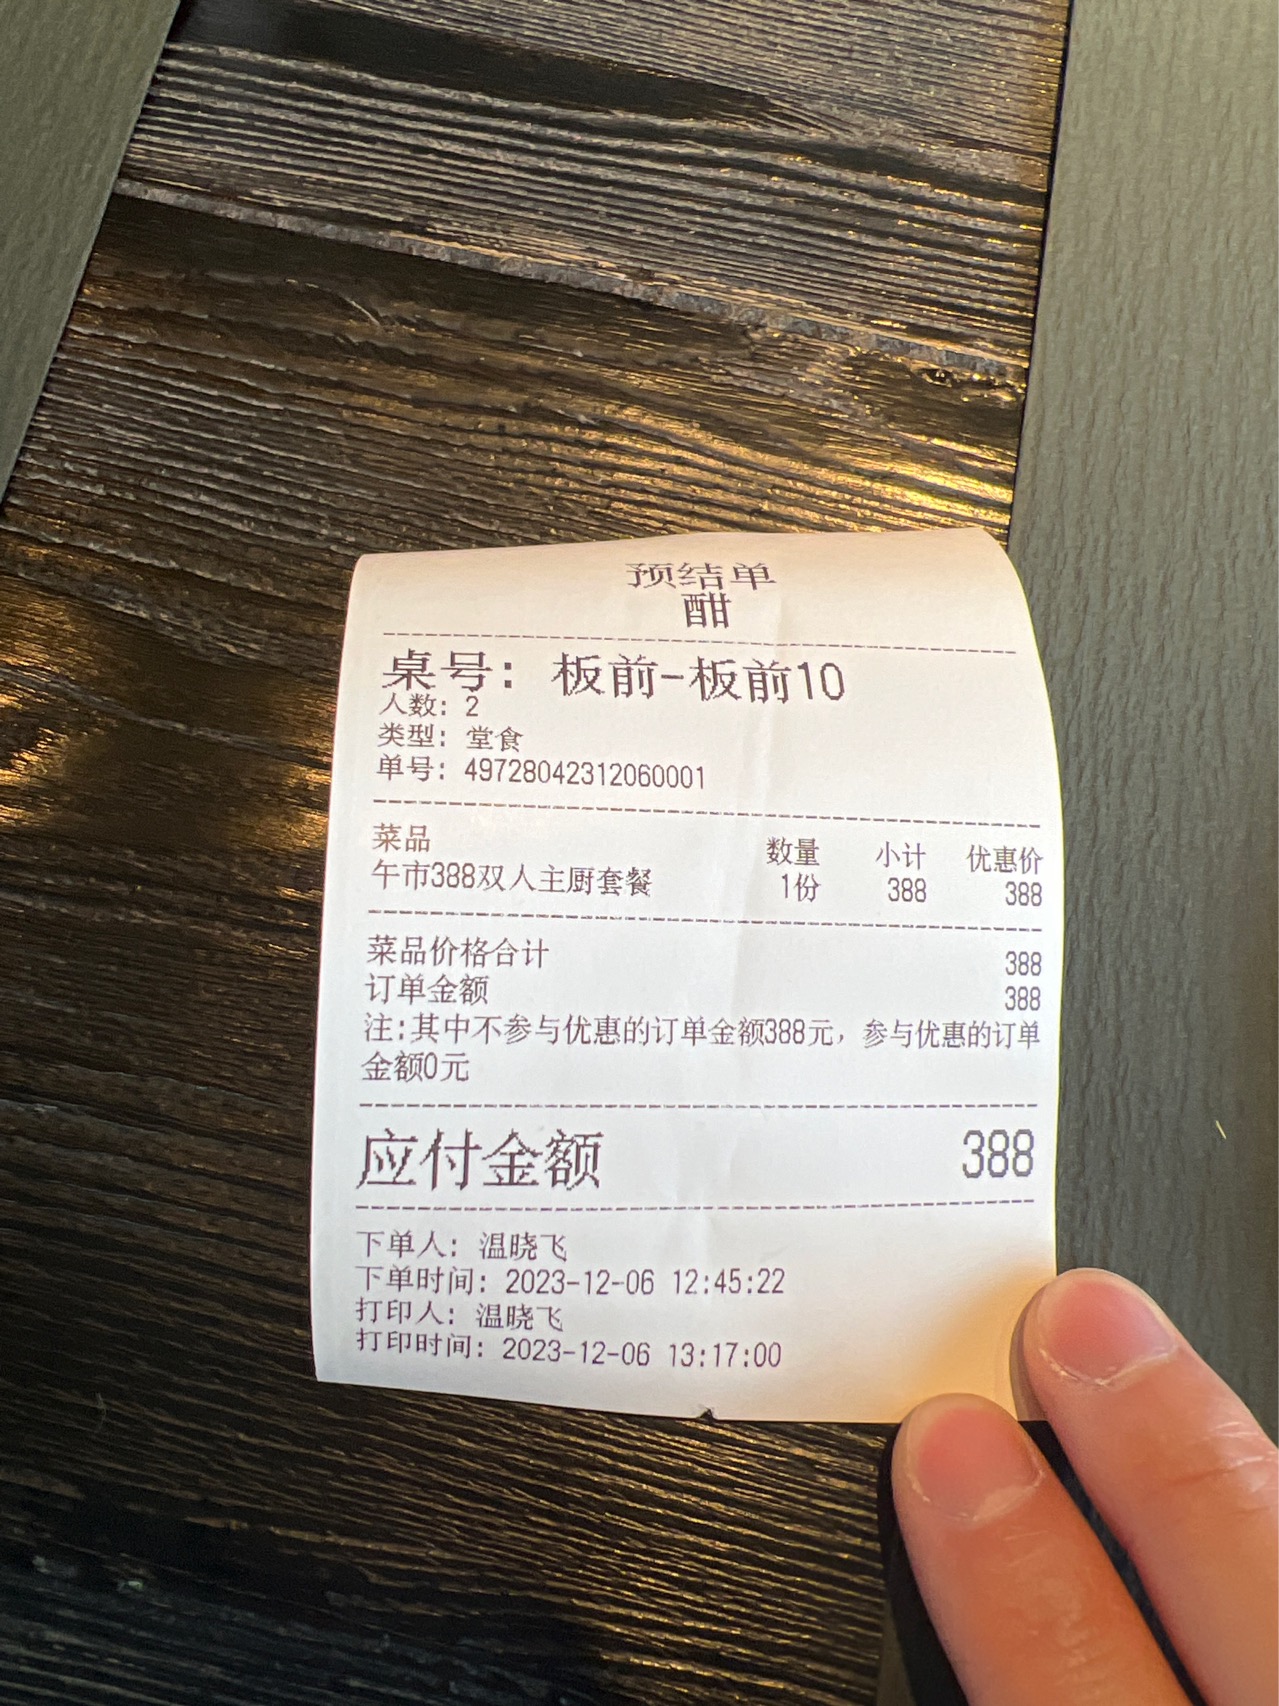 预结单
酣
桌号：板前-板前10
人数：2
类型：堂食
单号：49728042312060001
菜品 数量 小计 优惠价
午市388双人主厨套餐 1份 388 388
菜品价格合计 388
订单金额 388
注:其中不参与优惠的订单金额388元，参与优惠的订单
金额0元
应付金额 388
下单人：温晓飞
下单时间：2023-12-06 12:45:22
打印人：温晓飞
打印时间：2023-12-06 13:17:00